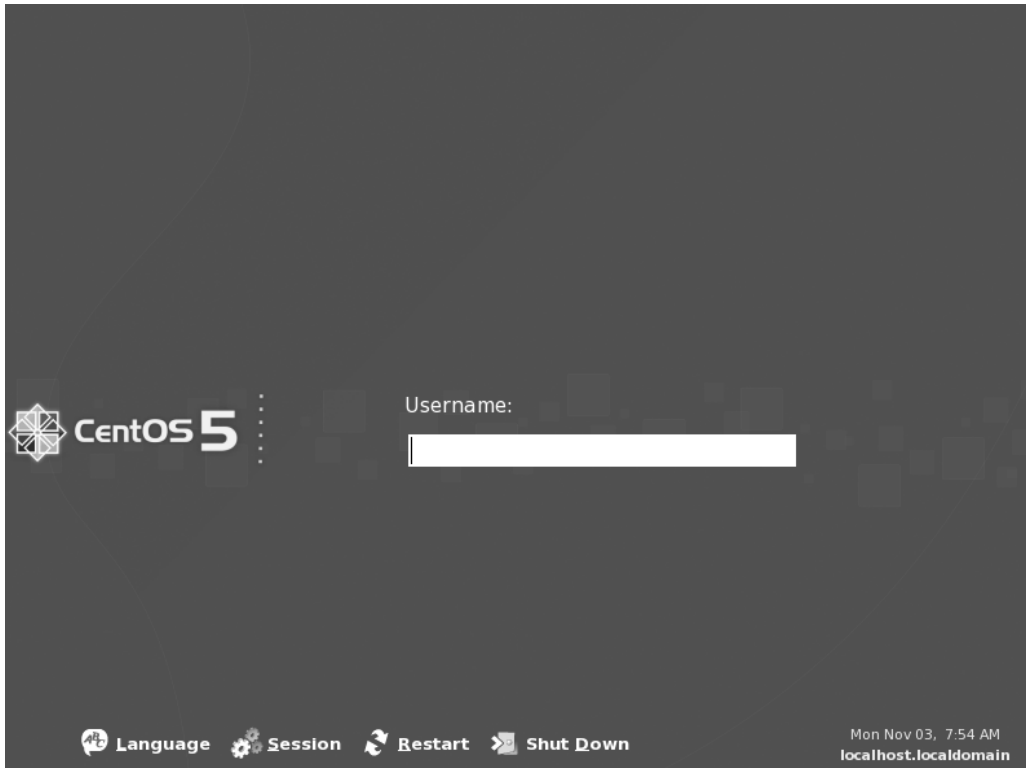 Username:
CentOS 5
Language Session Restart Shut Down
Mon Nov 03, 7:54 AM
localhost.localdomain